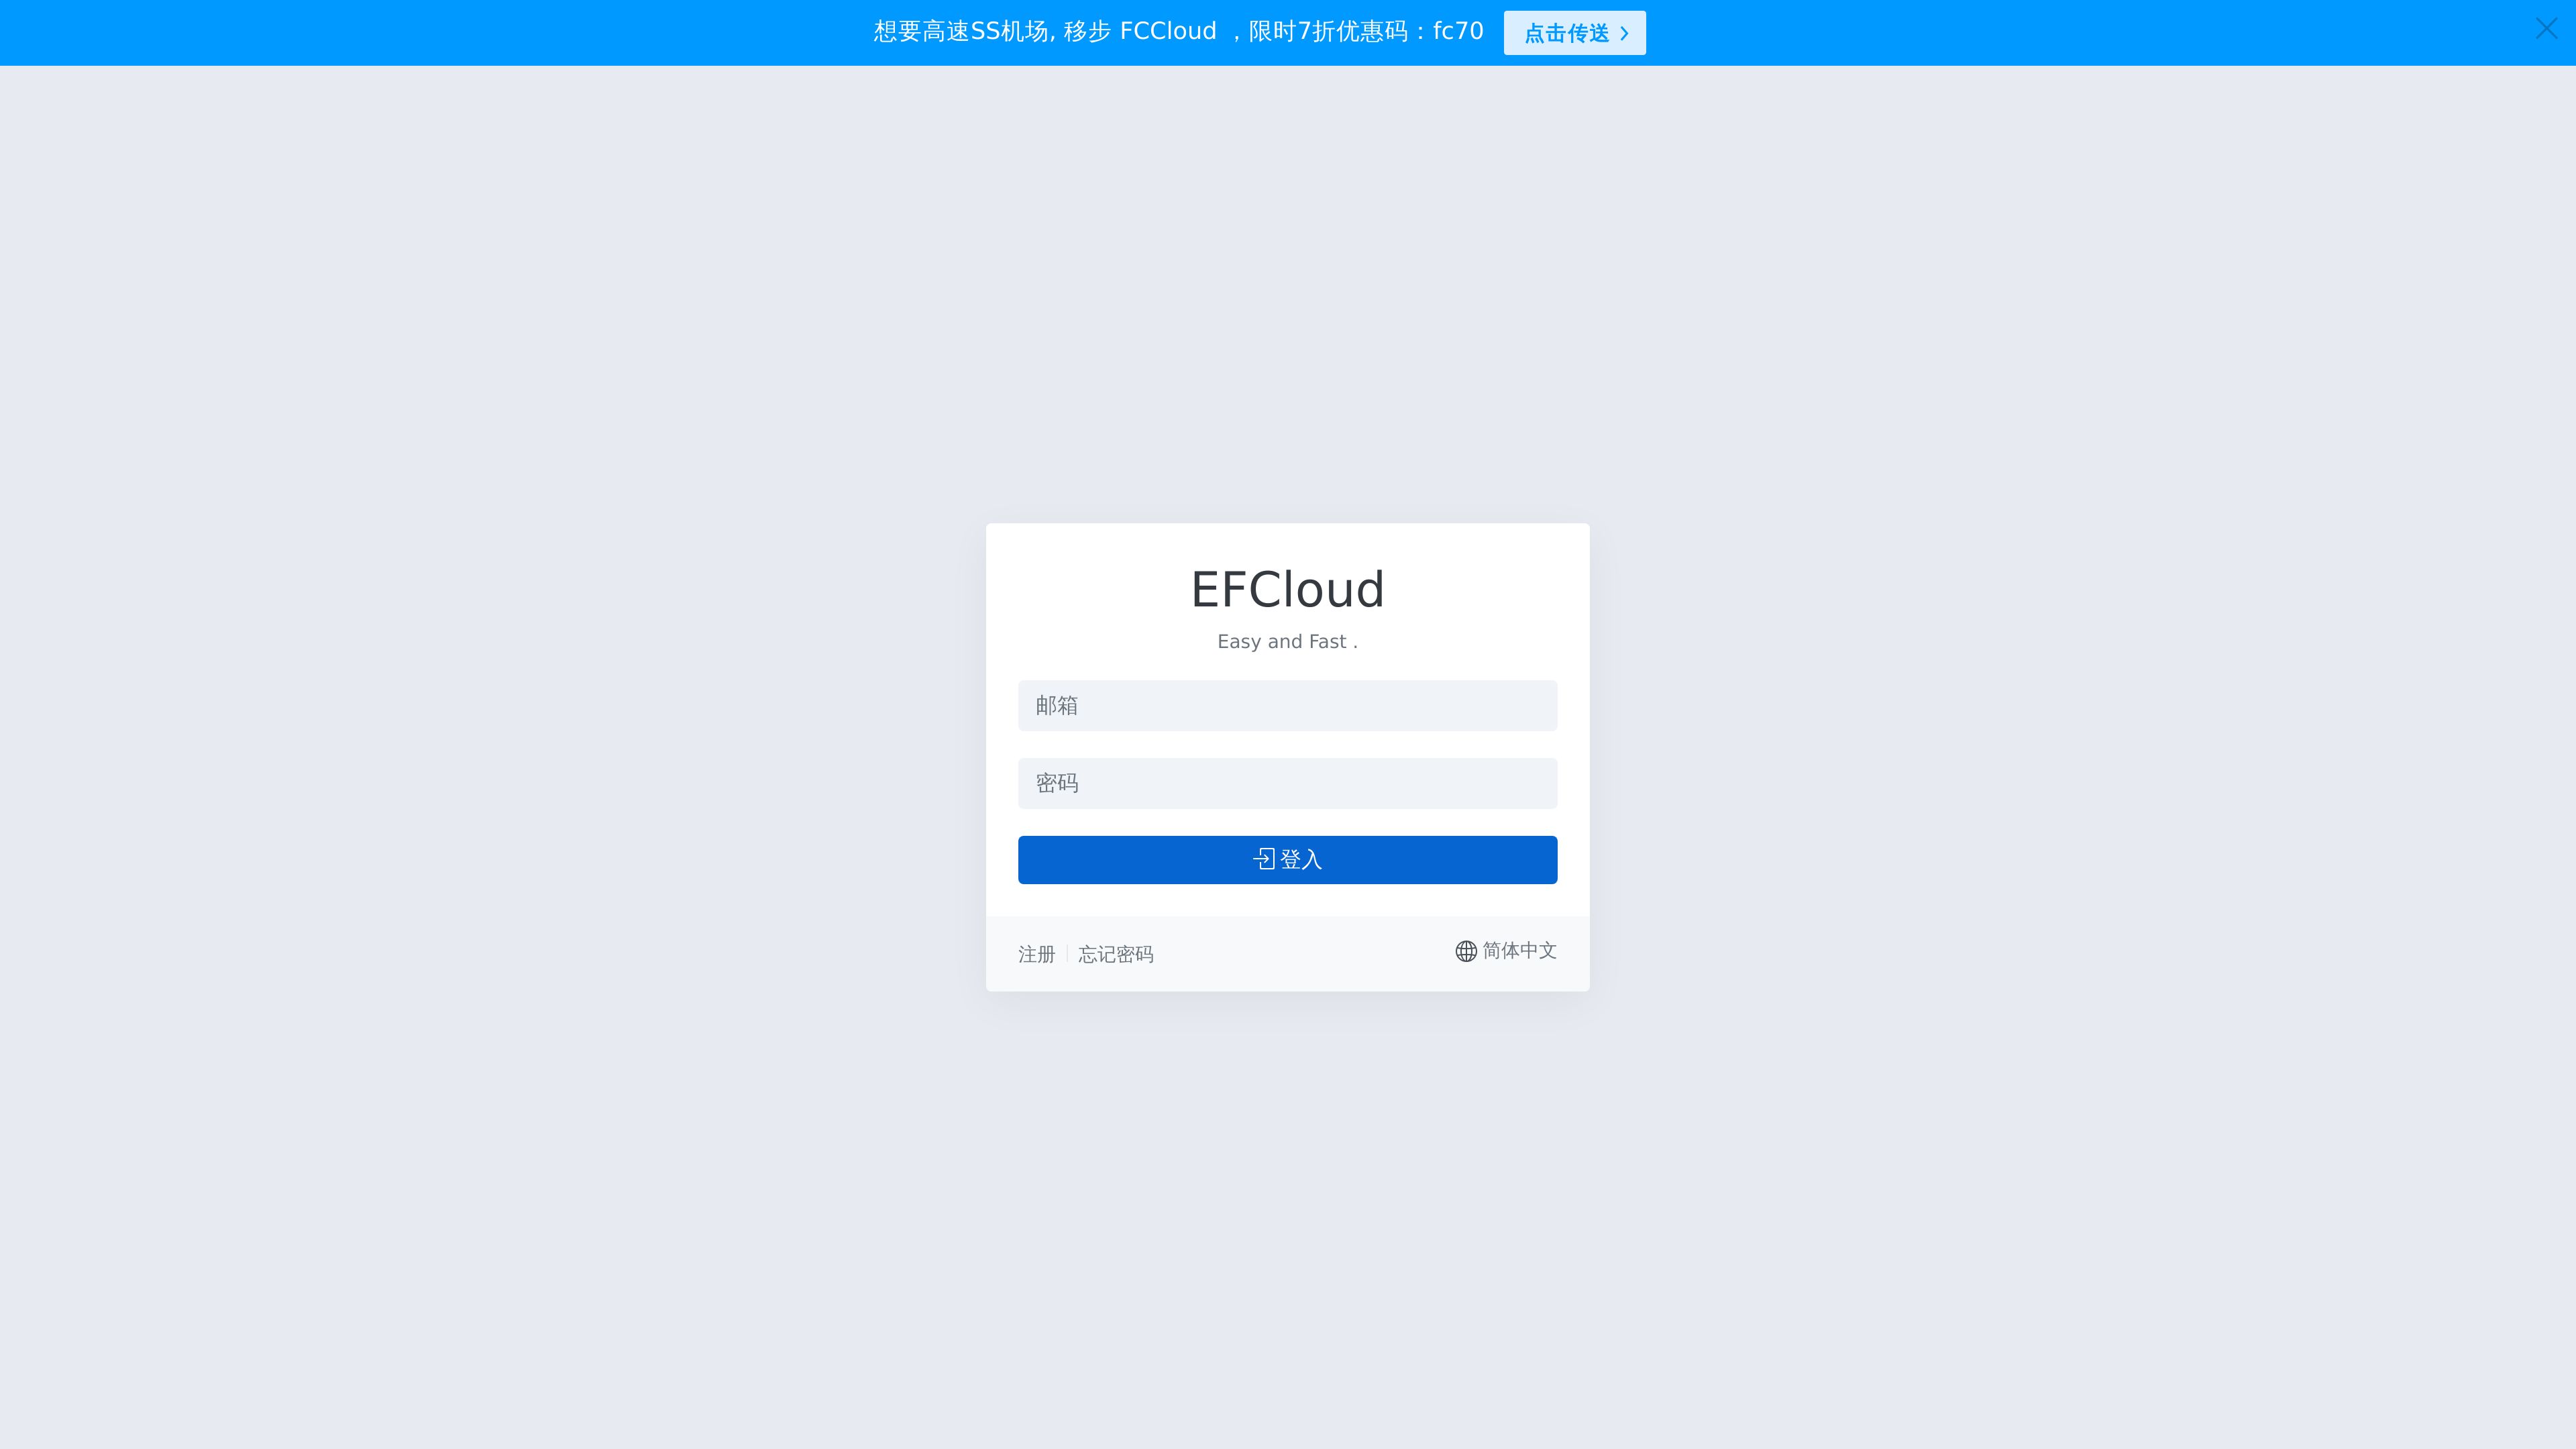 想要高速SS机场, 移步 FCCloud ，限时7折优惠码：fc70 点击传送
EFCloud
Easy and Fast .
邮箱
密码
登入
注册 忘记密码 简体中文